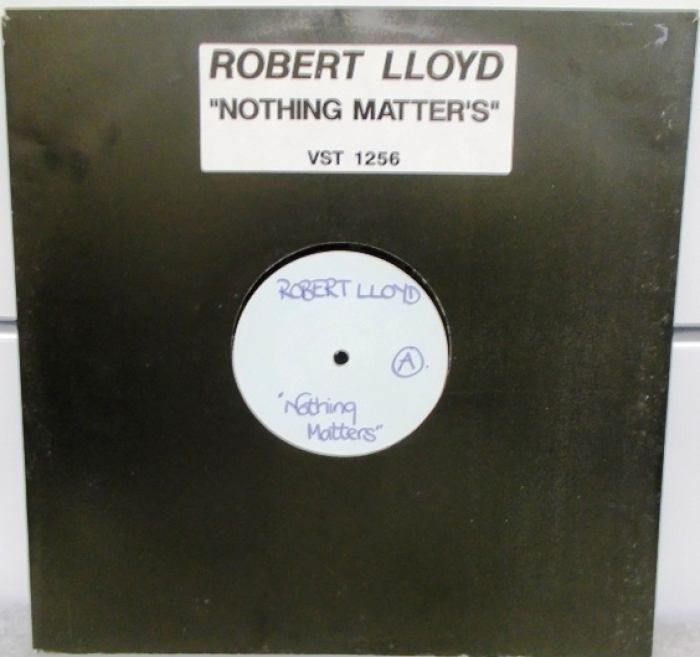 ROBERT LLOYD
"NOTHING MATTER'S"
VST 1256
ROBERT LLOYD
A.
"Nothing
Matters"